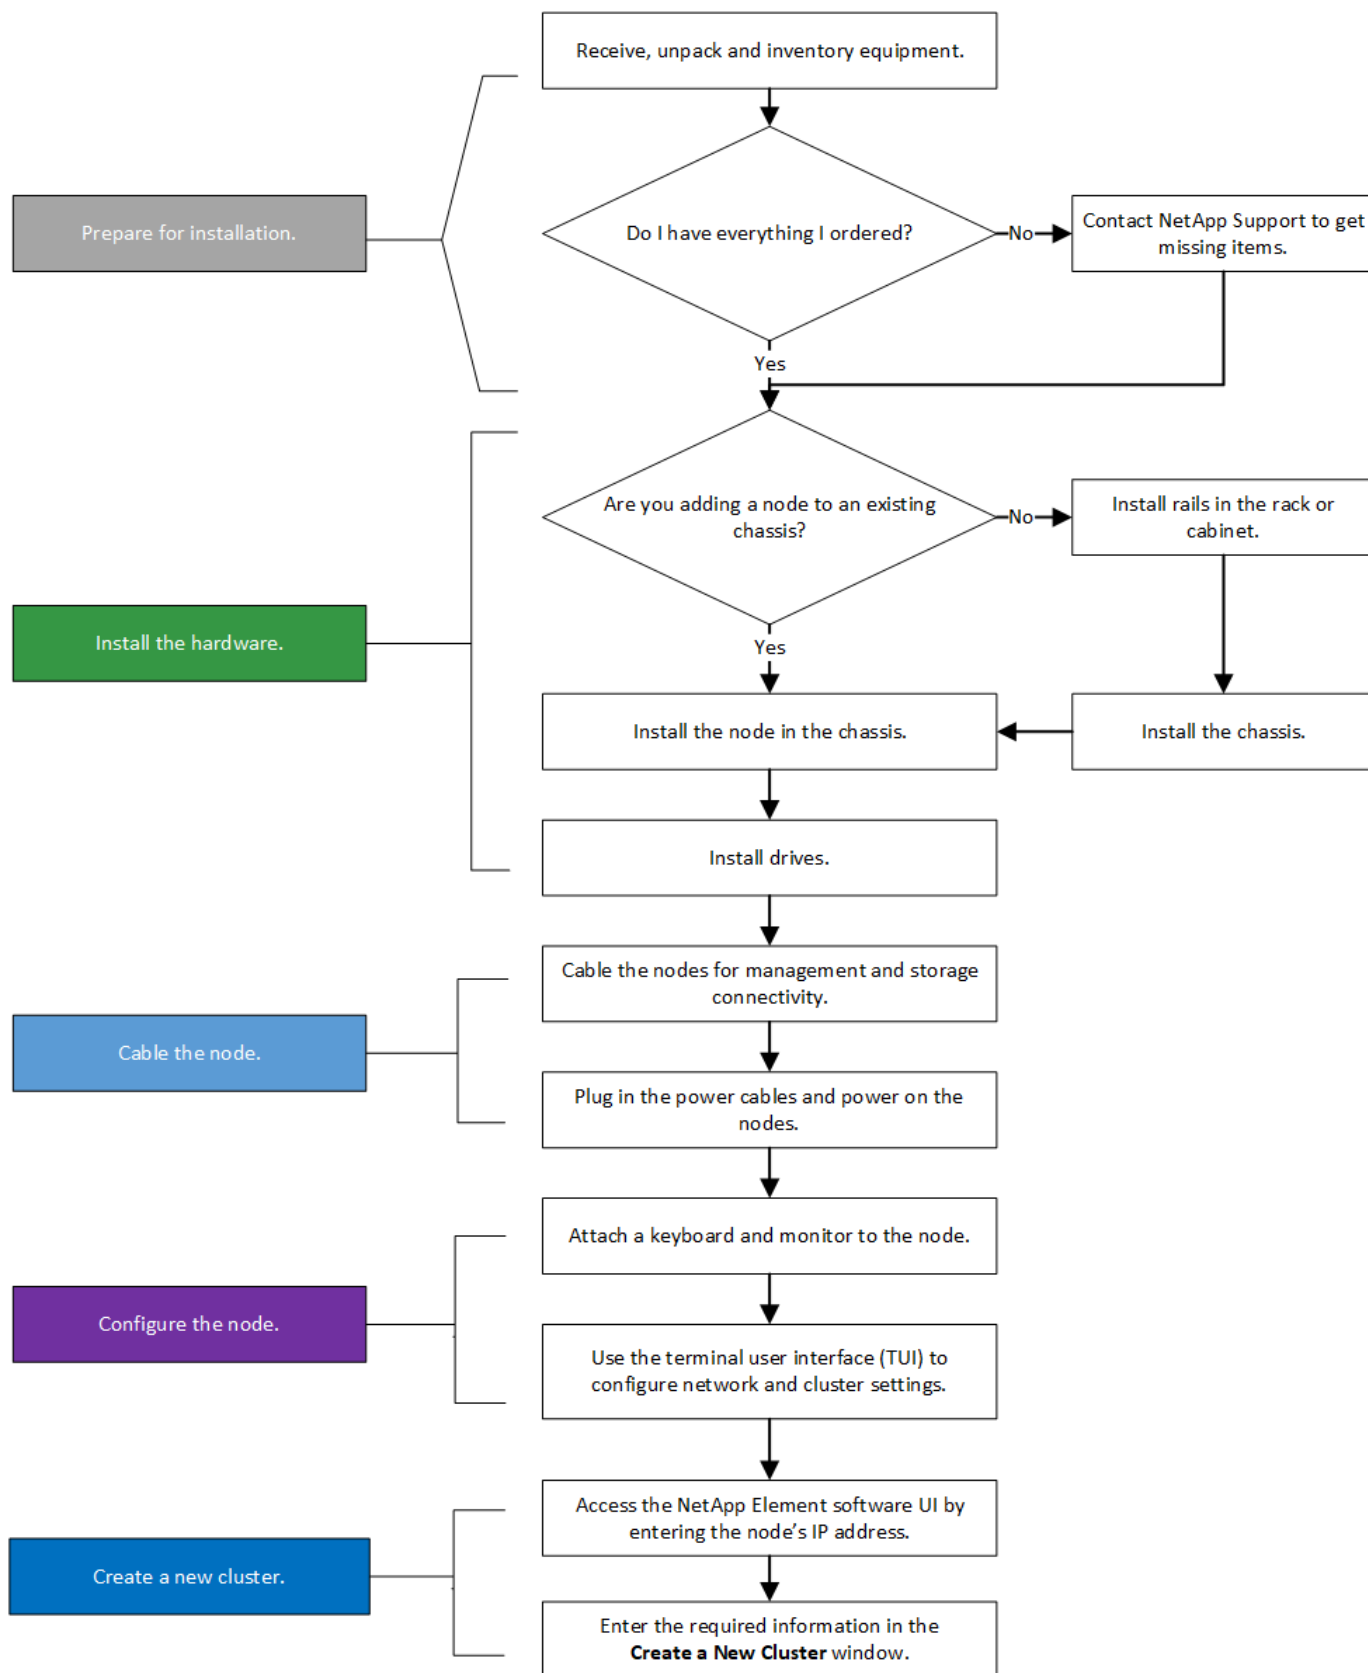 Receive, unpack and inventory equipment.
Prepare for installation.
Do I have everything I ordered?
No
Contact NetApp Support to get
missing items.
Yes
Are you adding a node to an existing
chassis?
No
Install rails in the rack or
cabinet.
Install the hardware.
Yes
Install the node in the chassis.
Install the chassis.
Install drives.
Cable the nodes for management and storage
connectivity.
Cable the node.
Plug in the power cables and power on the
nodes.
Attach a keyboard and monitor to the node.
Configure the node.
Use the terminal user interface (TUI) to
configure network and cluster settings.
Access the NetApp Element software UI by
entering the node’s IP address.
Create a new cluster.
Enter the required information in the
Create a New Cluster window.